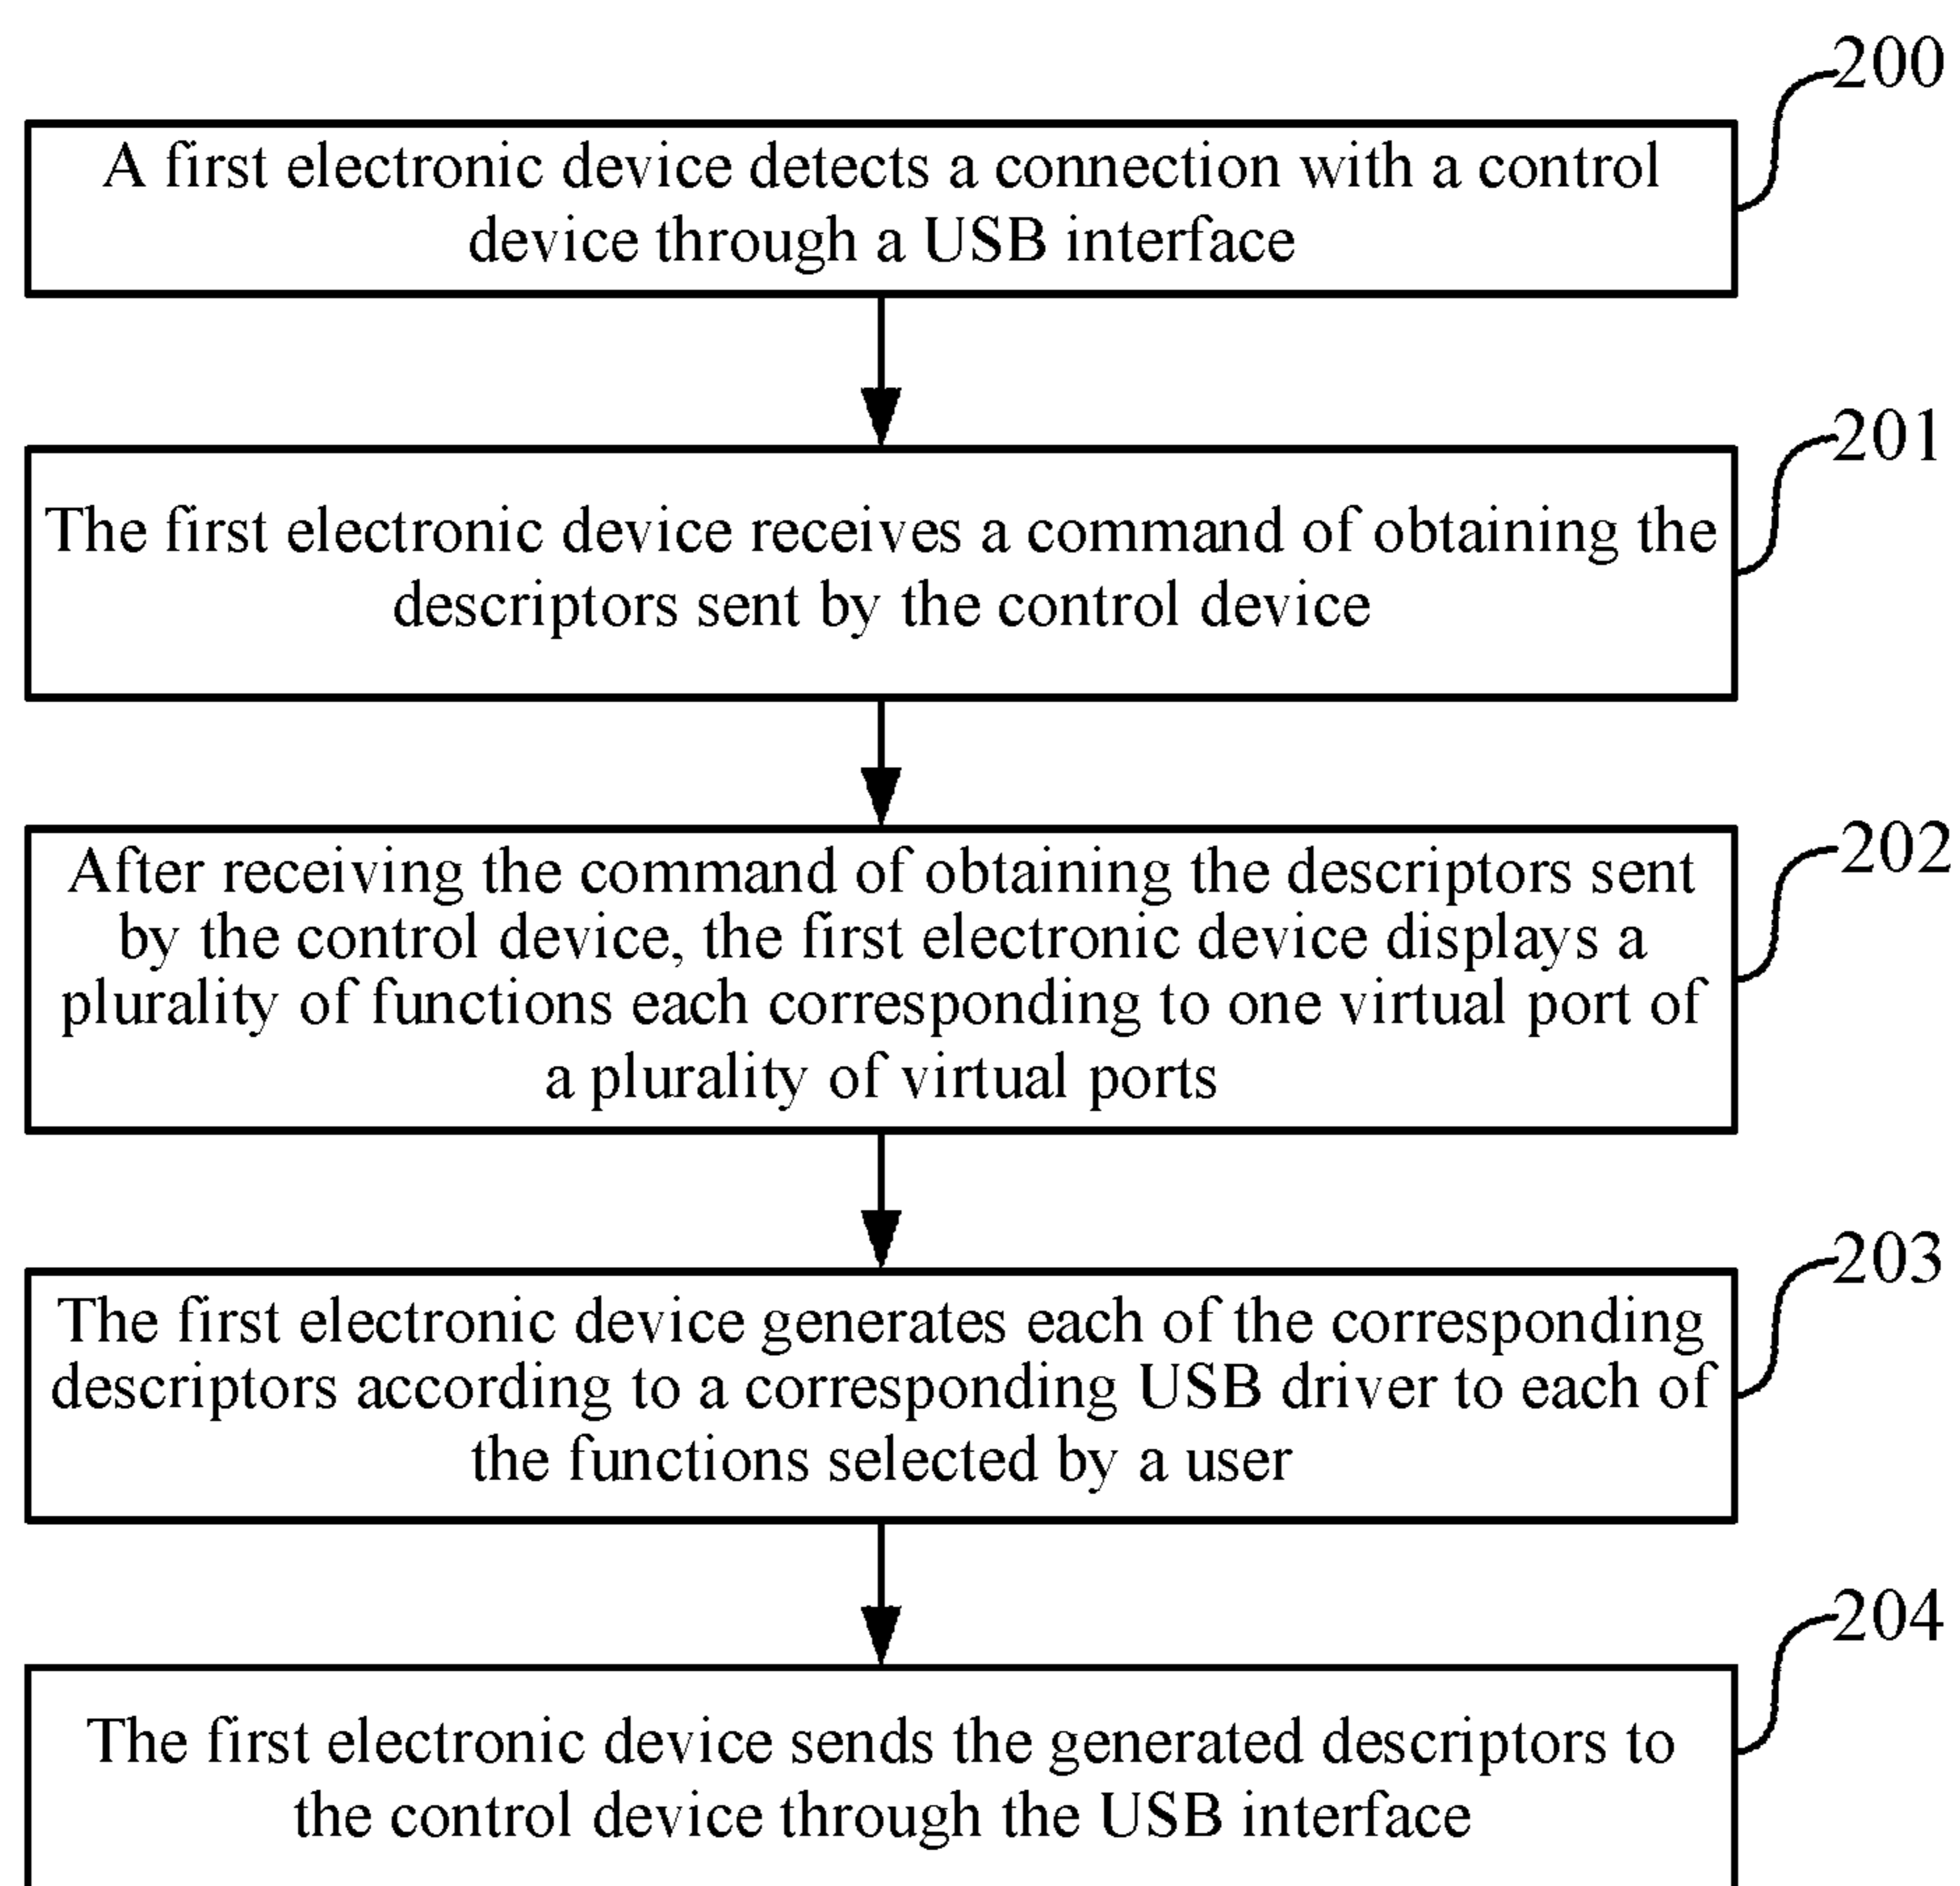 200
A first electronic device detects a connection with a control
device through a USB interface
201
The first electronic device receives a command of obtaining the
descriptors sent by the control device
202
After receiving the command of obtaining the descriptors sent
by the control device, the first electronic device displays a
plurality of functions each corresponding to one virtual port of
a plurality of virtual ports
203
The first electronic device generates each of the corresponding
descriptors according to a corresponding USB driver to each of
the functions selected by a user
204
The first electronic device sends the generated descriptors to
the control device through the USB interface